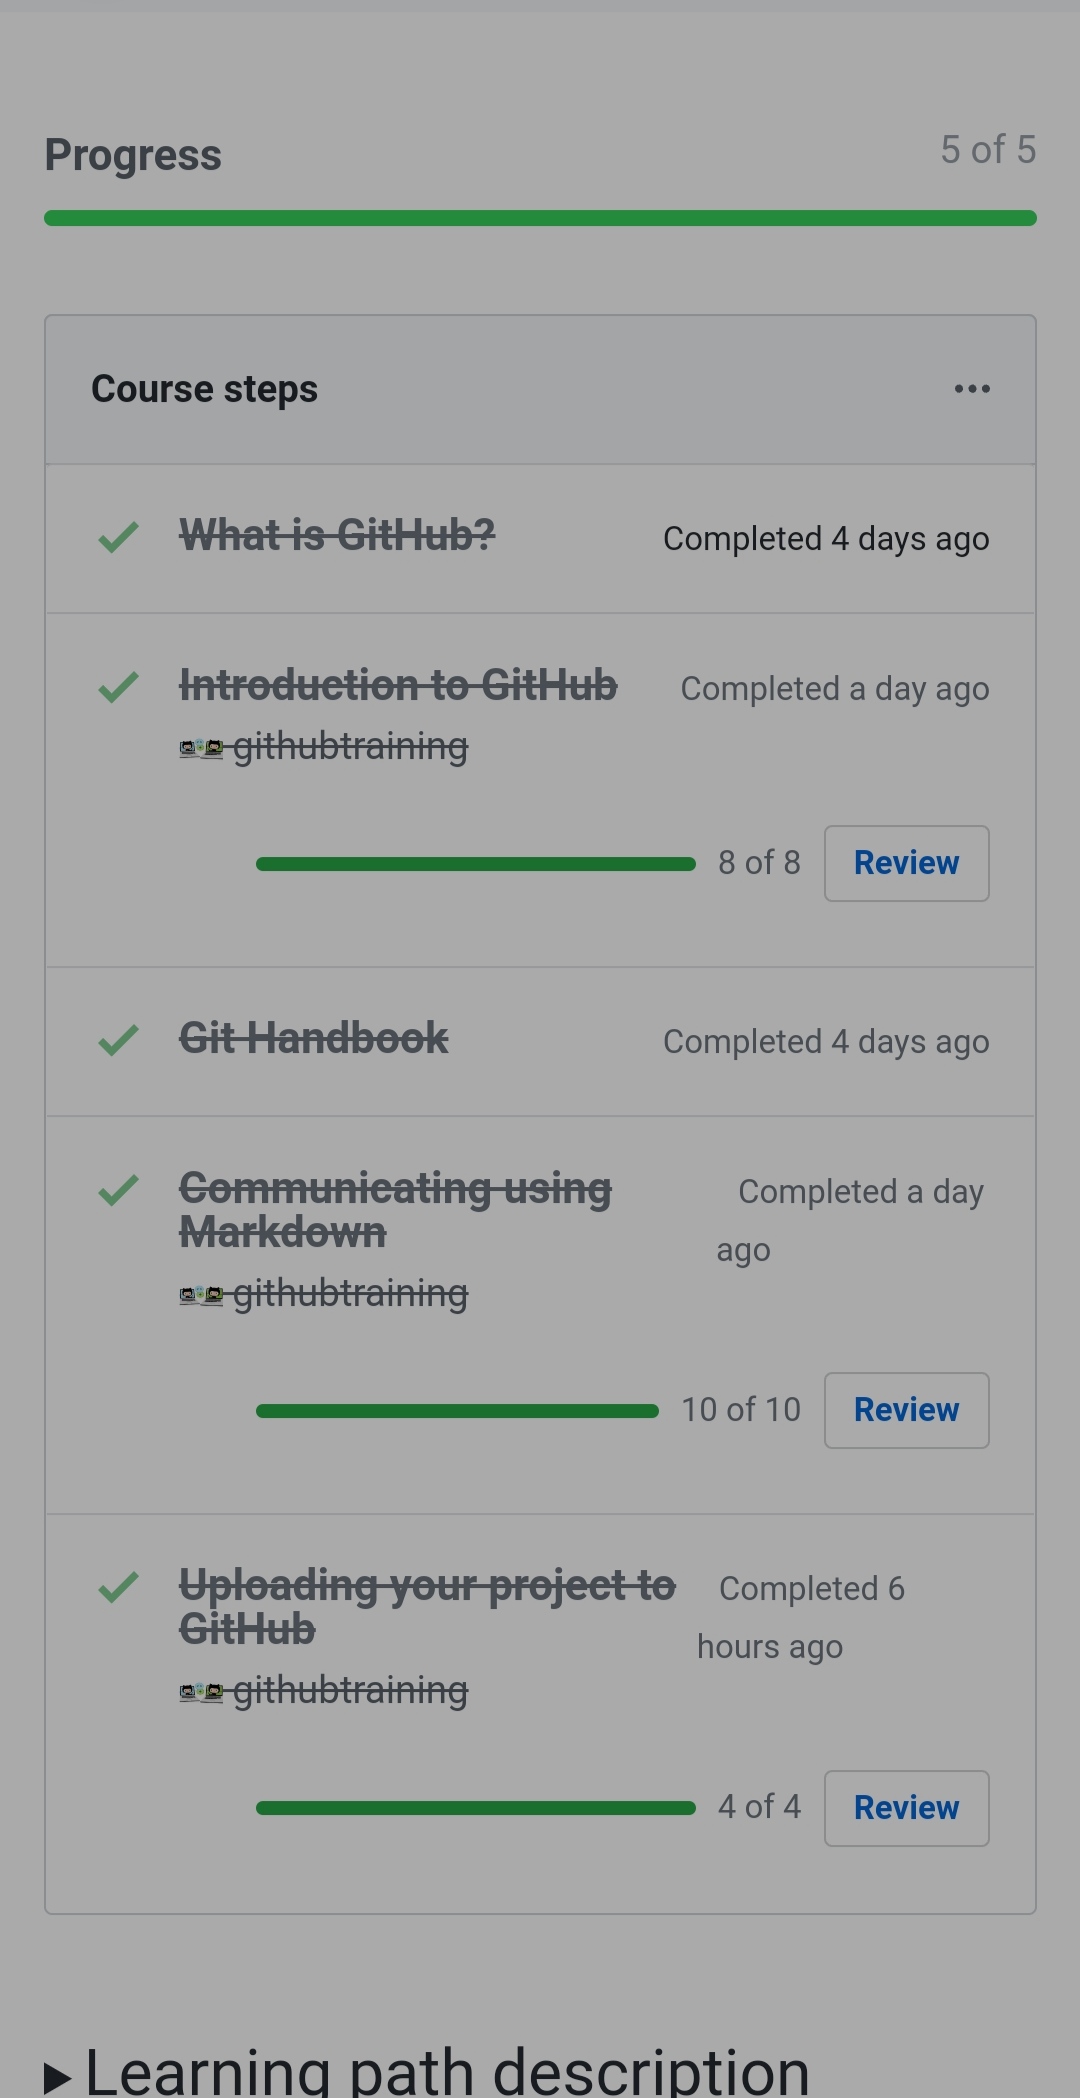 Progress 5 of 5
Course steps
What is GitHub? Completed 4 days ago
Introduction to GitHub Completed a day ago
githubtraining
8 of 8 Review
Git Handbook Completed 4 days ago
Communicating using Completed a day
Markdown ago
githubtraining
10 of 10 Review
Uploading your project to Completed 6
GitHub hours ago
githubtraining
4 of 4 Review
Learning path description